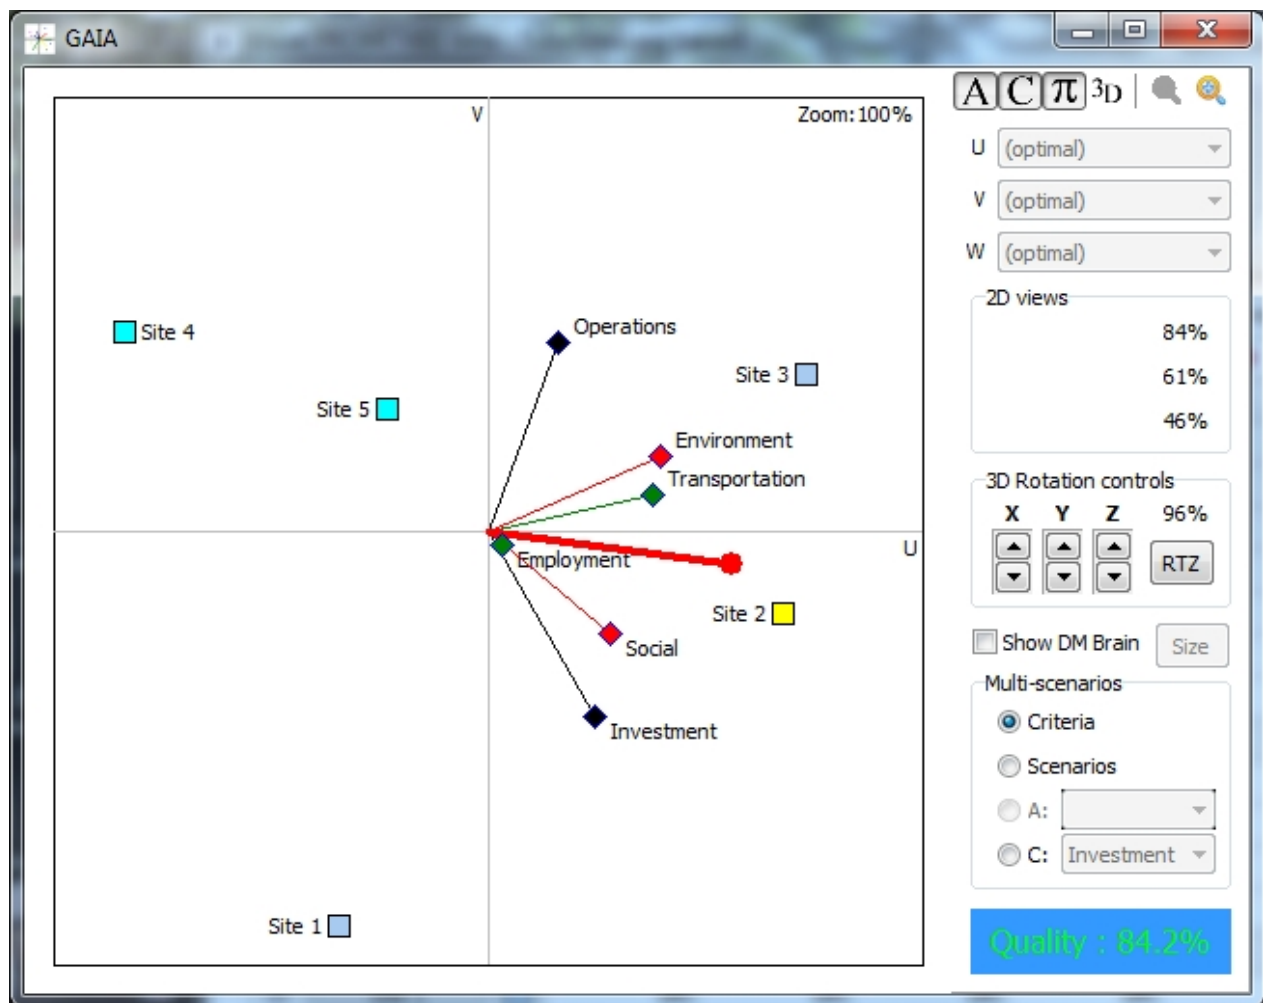 GAIA
V
Zoom:100%
A C π 3D
U (optimal)
V (optimal)
W (optimal)
2D views
84%
61%
46%
3D Rotation controls
X Y Z 96%
RTZ
Show DM Brain Size
Multi-scenarios
Criteria
Scenarios
A:
C: Investment
Quality : 84.2%
Operations
Site 4
Site 3
Site 5
Environment
Transportation
U
Employment
Site 2
Social
Investment
Site 1